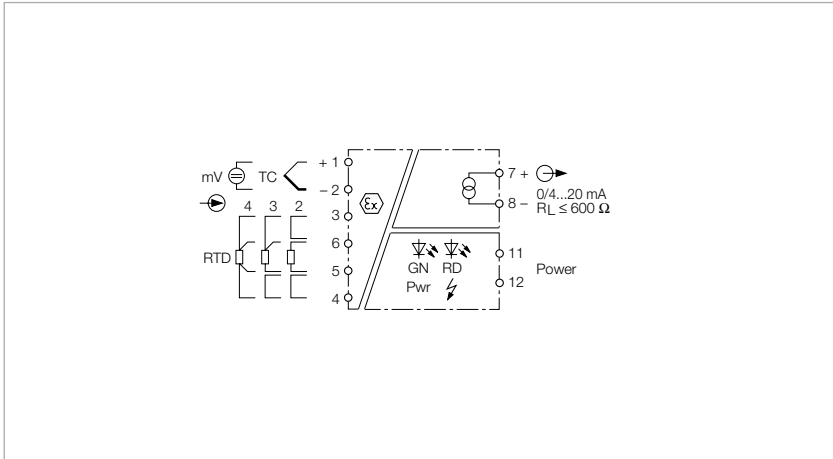 mV TC + 1
− 2
4 3 2 3
RTD 6
5
4
Ɛx
7 +
0/4...20 mA
8 − RL ≤ 600 Ω
GN RD
Pwr
11
12
Power